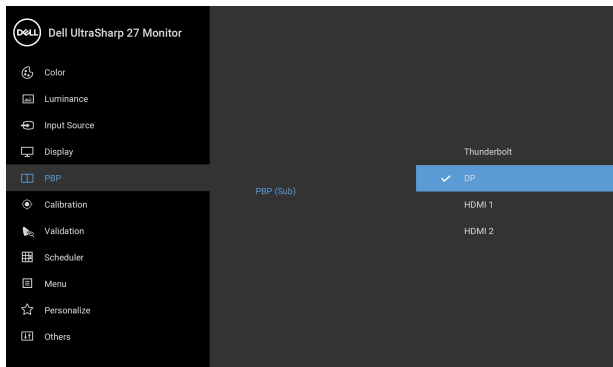 DELL Dell UltraSharp 27 Monitor
Color
Luminance
Input Source
Display
PBP
Calibration
Validation
Scheduler
Menu
Personalize
Others
PBP (Sub)
Thunderbolt
DP
HDMI 1
HDMI 2